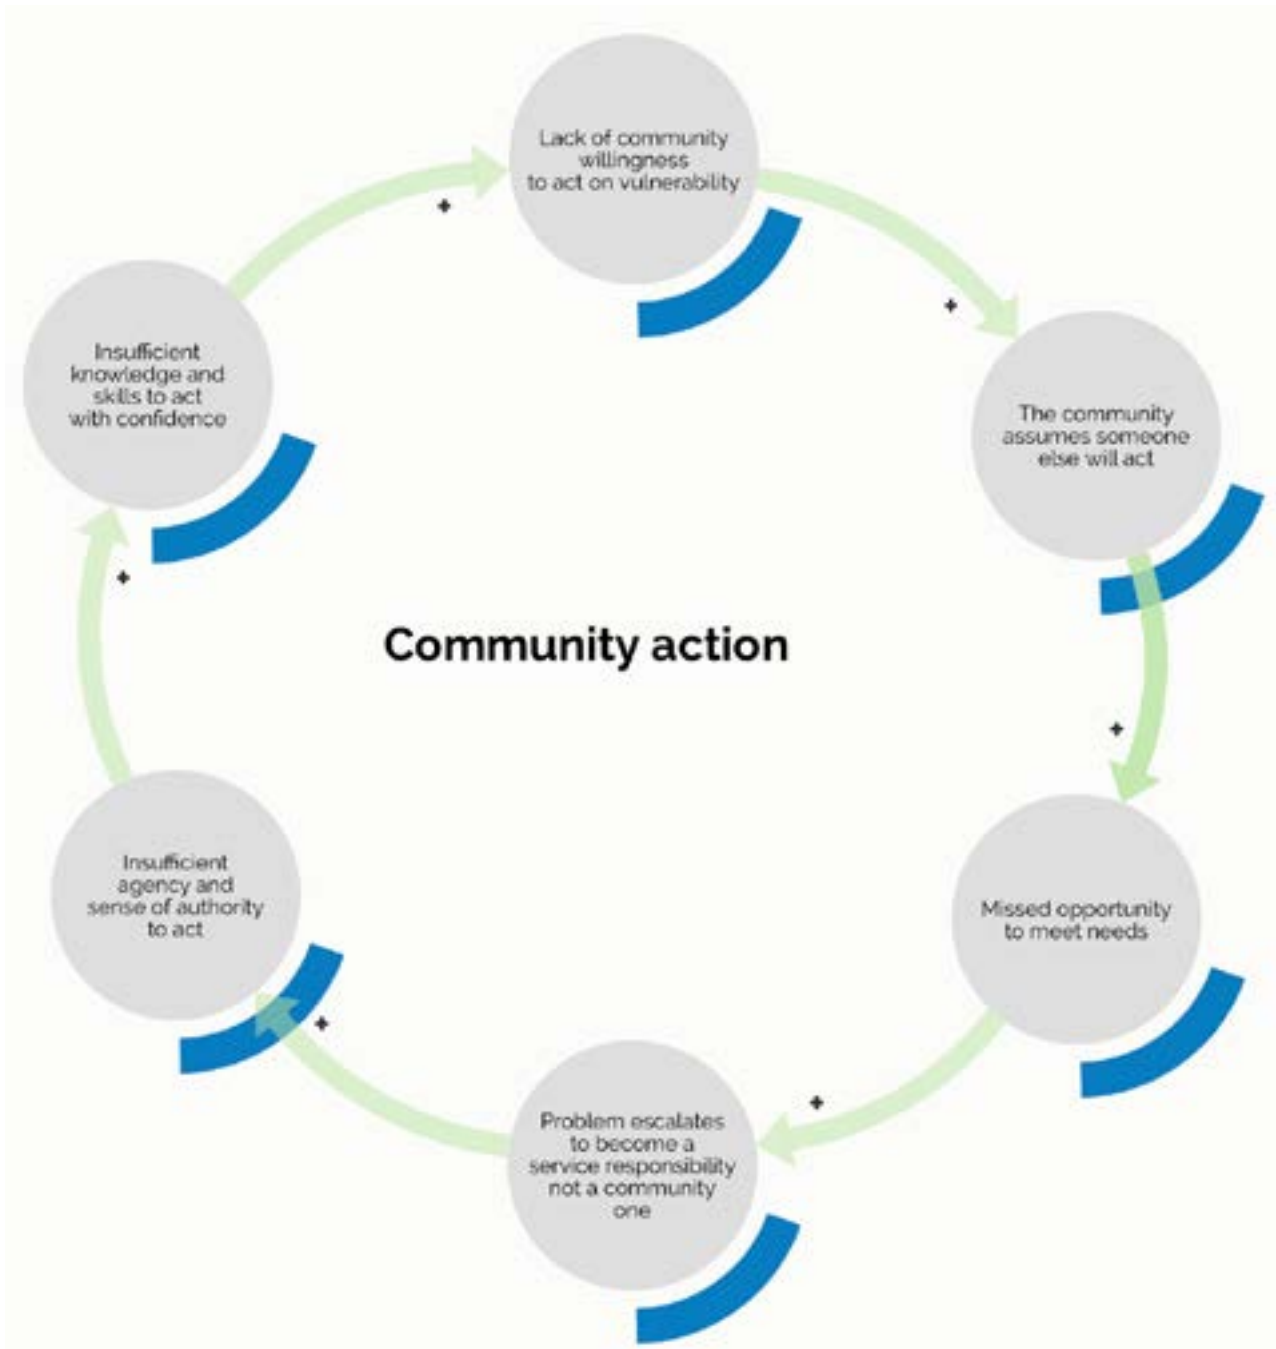 Lack of community
willingness
to act on vulnerability
+
The community
assumes someone
else will act
+
Missed opportunity
to meet needs
+
Problem escalates
to become a
service responsibility
not a community
one
+
Insufficient
agency and
sense of authority
to act
+
Insufficient
knowledge and
skills to act
with confidence
+
Community action